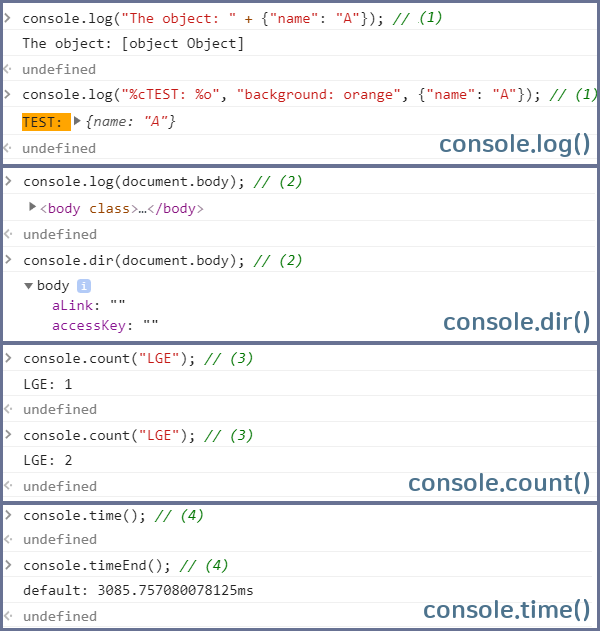 console.log("The object: " + {"name": "A"}); // (1)
The object: [object Object]
undefined
console.log("%cTEST: %o", "background: orange", {"name": "A"}); // (1)
TEST: ▶ {name: "A"}
undefined
console.log()
console.log(document.body); // (2)
▶ <body class>…</body>
undefined
console.dir(document.body); // (2)
▼ body i
aLink: ""
accessKey: ""
console.dir()
console.count("LGE"); // (3)
LGE: 1
undefined
console.count("LGE"); // (3)
LGE: 2
undefined
console.count()
console.time(); // (4)
undefined
console.timeEnd(); // (4)
default: 3085.757080078125ms
undefined
console.time()